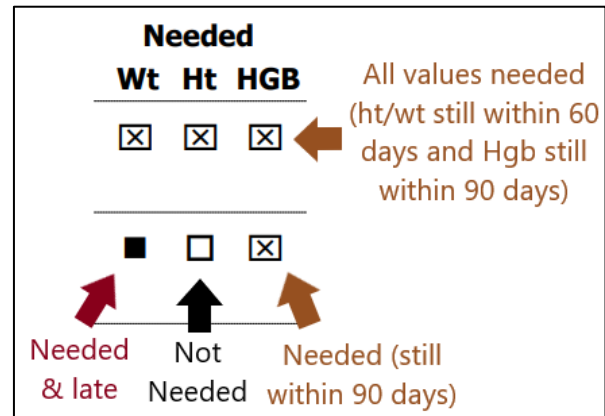 Needed
Wt Ht HGB
All values needed
(ht/wt still within 60
days and Hgb still
within 90 days)
☒ ☒ ☒
■ □ ☒
Needed
& late
Not
Needed
Needed (still
within 90 days)